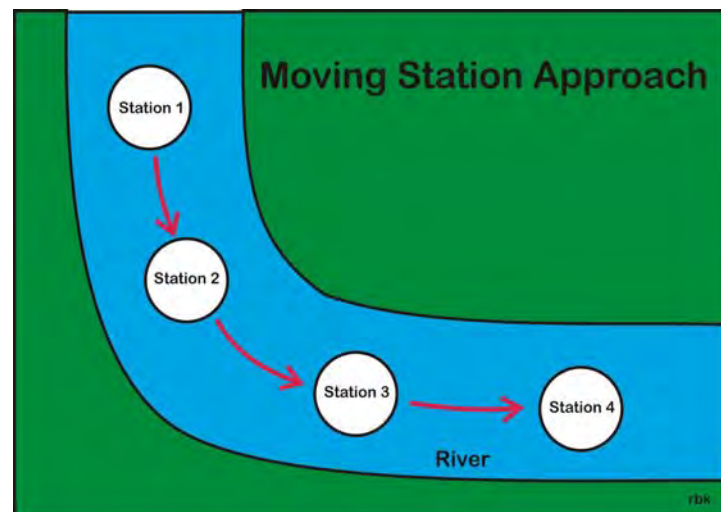 Moving Station Approach
Station 1
Station 2
Station 3
Station 4
River
rbk